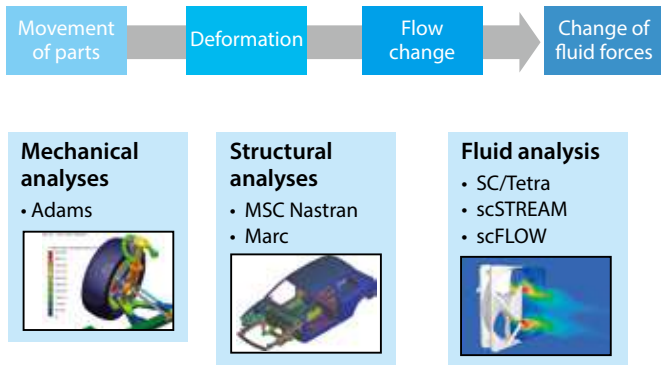 Movement
of parts
Deformation
Flow
change
Change of
fluid forces
Mechanical
analyses
• Adams
Structural
analyses
• MSC Nastran
• Marc
Fluid analysis
• SC/Tetra
• scSTREAM
• scFLOW